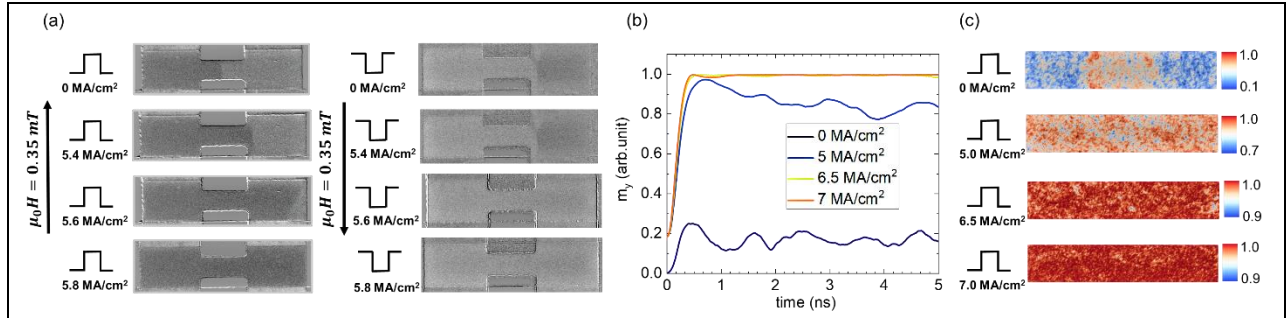 (a)
0 MA/cm²
5.4 MA/cm²
5.6 MA/cm²
5.8 MA/cm²
μ₀H = 0.35 mT
0 MA/cm²
5.4 MA/cm²
5.6 MA/cm²
5.8 MA/cm²
μ₀H = 0.35 mT
(b)
m_y (arb.unit)
1.0
0.8
0.6
0.4
0.2
0.0
0 MA/cm²
5 MA/cm²
6.5 MA/cm²
7 MA/cm²
0 1 2 3 4 5
time (ns)
(c)
0 MA/cm²
1.0
0.1
5.0 MA/cm²
1.0
0.7
6.5 MA/cm²
1.0
0.9
7.0 MA/cm²
1.0
0.9